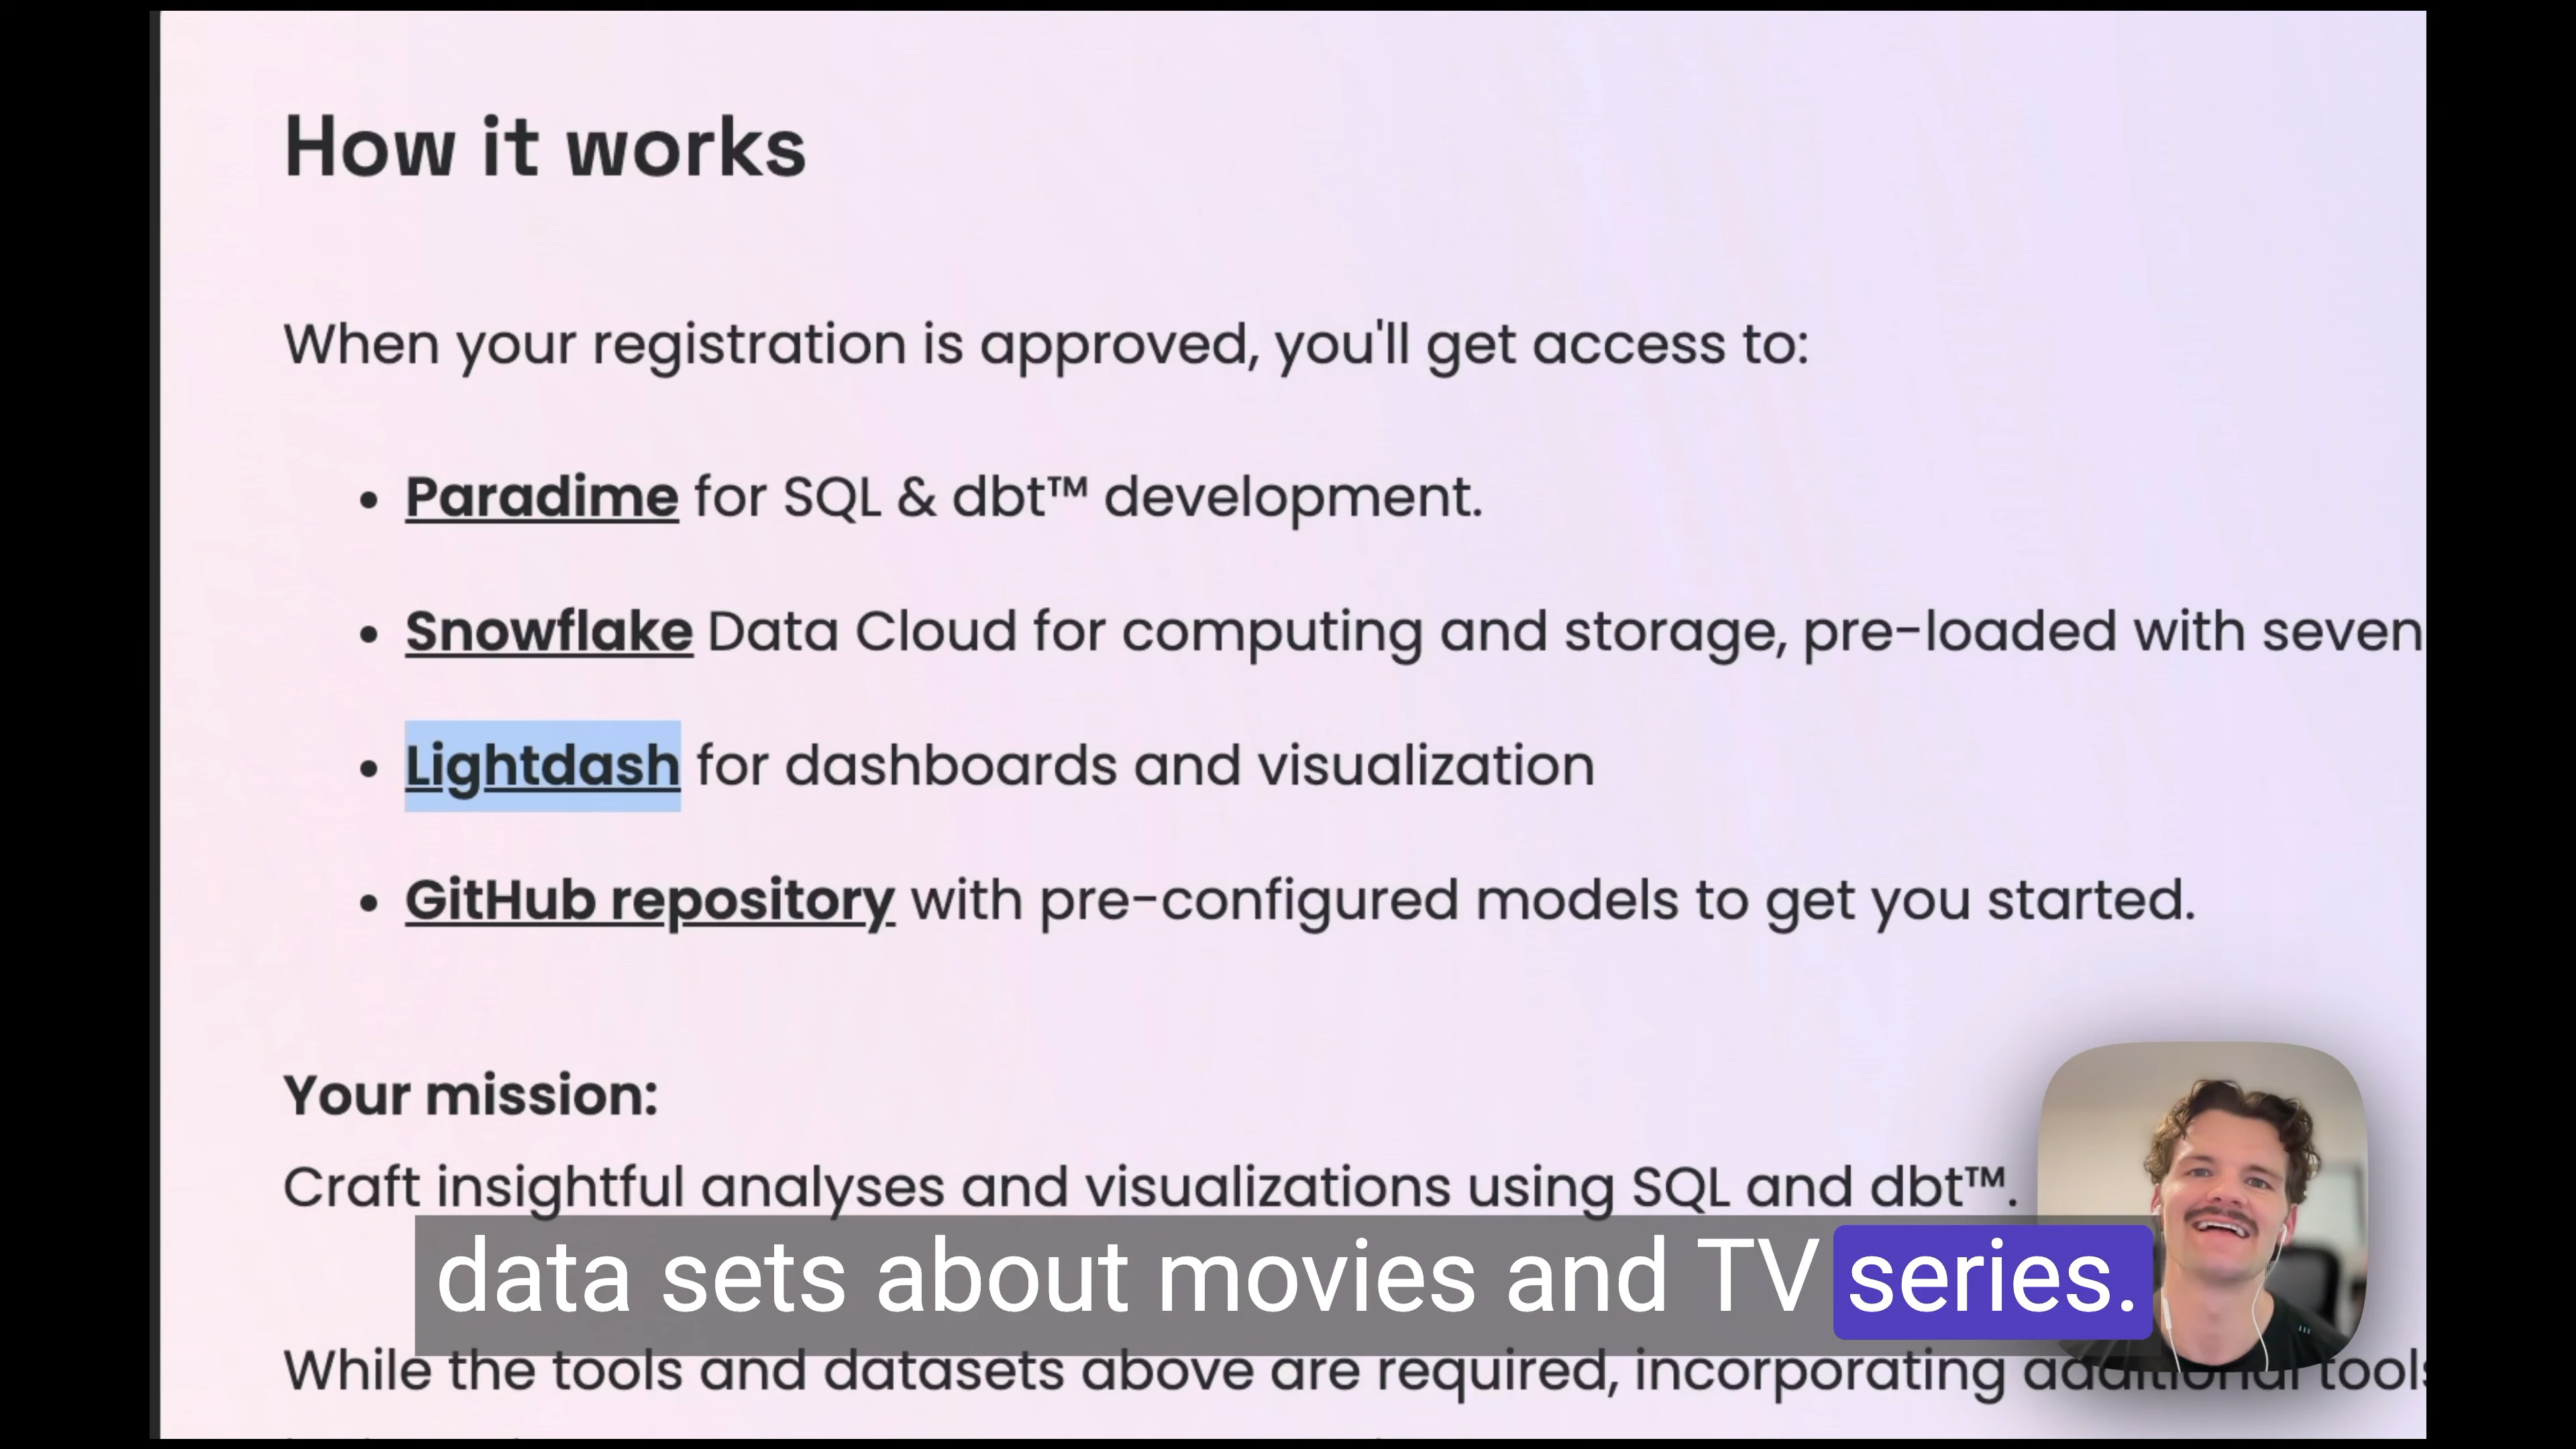 How it works
When your registration is approved, you'll get access to:
• Paradime for SQL & dbt™ development.
• Snowflake Data Cloud for computing and storage, pre-loaded with seven
• Lightdash for dashboards and visualization
• GitHub repository with pre-configured models to get you started.
Your mission:
Craft insightful analyses and visualizations using SQL and dbt™.
data sets about movies and TV series.
While the tools and datasets above are required, incorporating additional tools